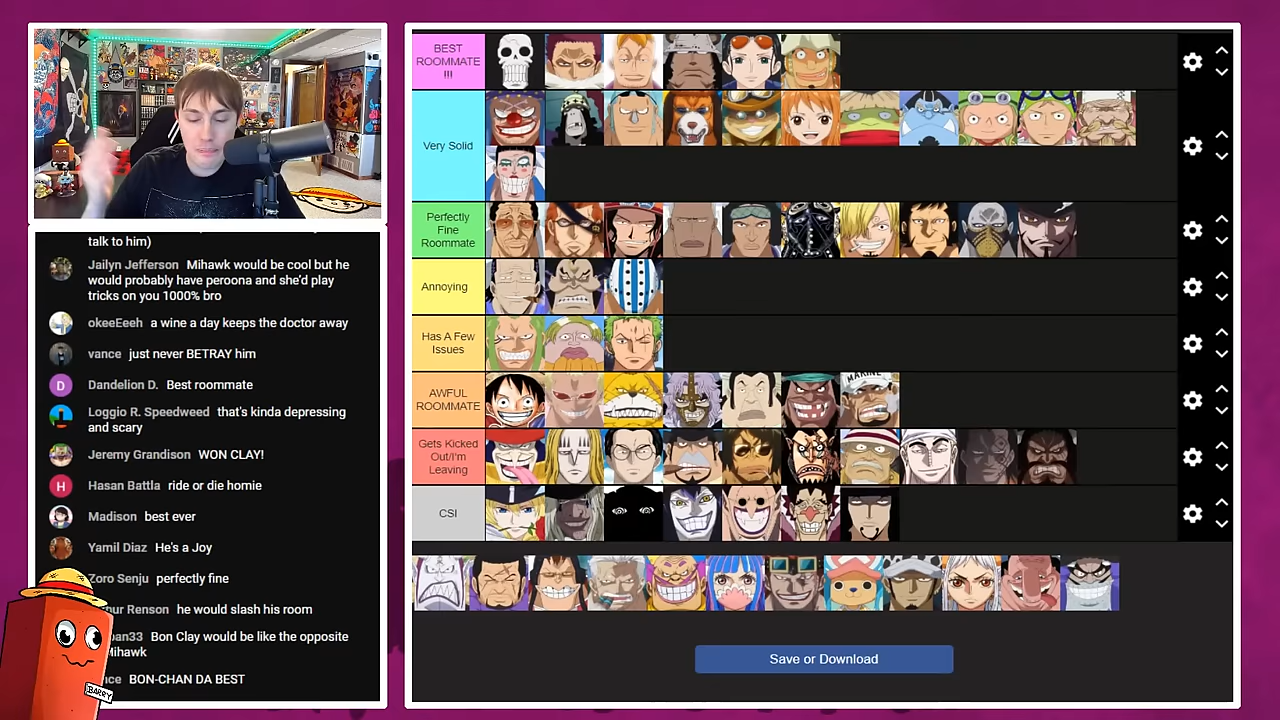 talk to him)
Jailyn Jefferson Mihawk would be cool but he
would probably have peroona and she'd play
tricks on you 1000% bro
okeeEeeh a wine a day keeps the doctor away
vance just never BETRAY him
D
Dandelion D. Best roommate
Loggio R. Speedweed that's kinda depressing
and scary
Jeremy Grandison WON CLAY!
H
Hasan Battla ride or die homie
Madison best ever
Yamil Diaz He's a Joy
Zoro Senju perfectly fine
Renson he would slash his room
Bon Clay would be like the opposite
BON-CHAN DA BEST
BARRY
BEST
ROOMMATE
!!!
Very Solid
Perfectly
Fine
Roommate
Annoying
Has A Few
Issues
AWFUL
ROOMMATE
MARINE
Gets Kicked
Out/I'm
Leaving
CSI
Save or Download